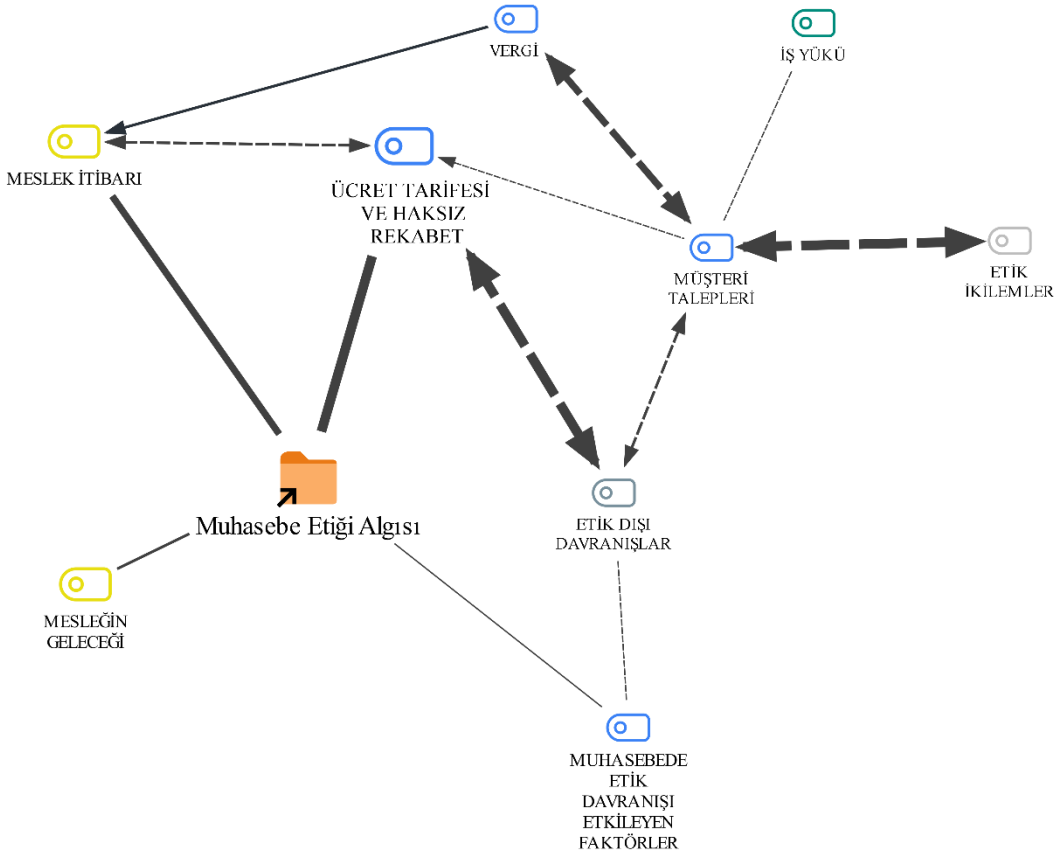 VERGİ
İŞ YÜKÜ
MESLEK İTİBARI
ÜCRET TARİFESİ
VE HAKSIZ
REKABET
MÜŞTERİ
TALEPLERİ
ETİK
İKİLEMLER
Muhasebe Etiği Algısı
ETİK DIŞI
DAVRANIŞLAR
MESLEĞİN
GELECEĞİ
MUHASEBEDE
ETİK
DAVRANIŞI
ETKİLEYEN
FAKTÖRLER